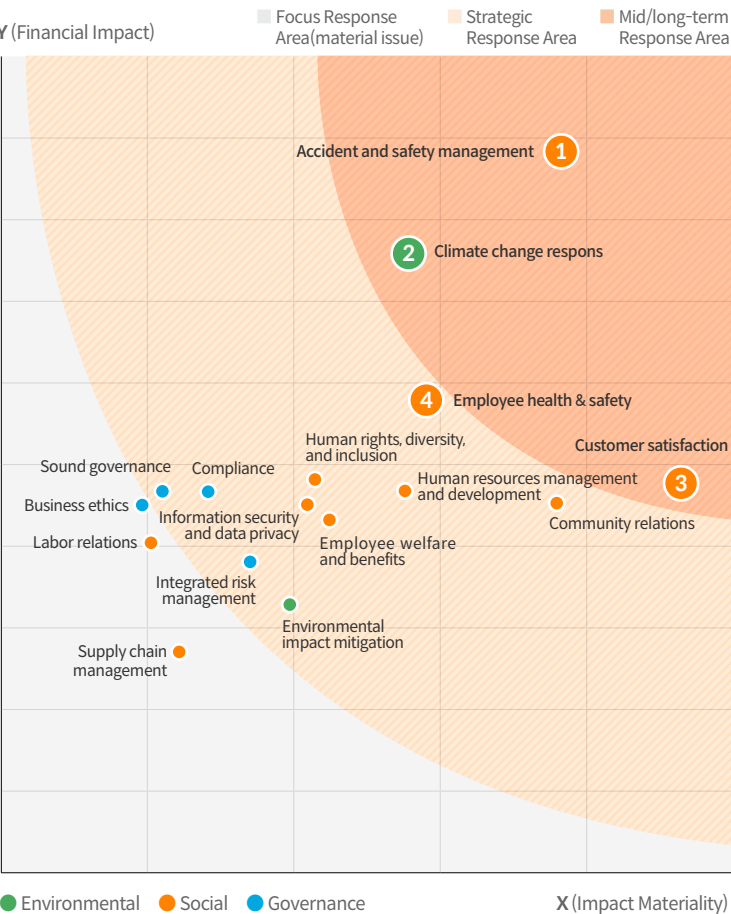 Y (Financial Impact)
Focus Response
Area(material issue)
Strategic
Response Area
Mid/long-term
Response Area
Accident and safety management
1
2
Climate change respons
4
Employee health & safety
Human rights, diversity,
and inclusion
Customer satisfaction
3
Sound governance
Compliance
Human resources management
and development
Business ethics
Information security
and data privacy
Community relations
Labor relations
Employee welfare
and benefits
Integrated risk
management
Environmental
impact mitigation
Supply chain
management
Environmental
Social
Governance
X (Impact Materiality)